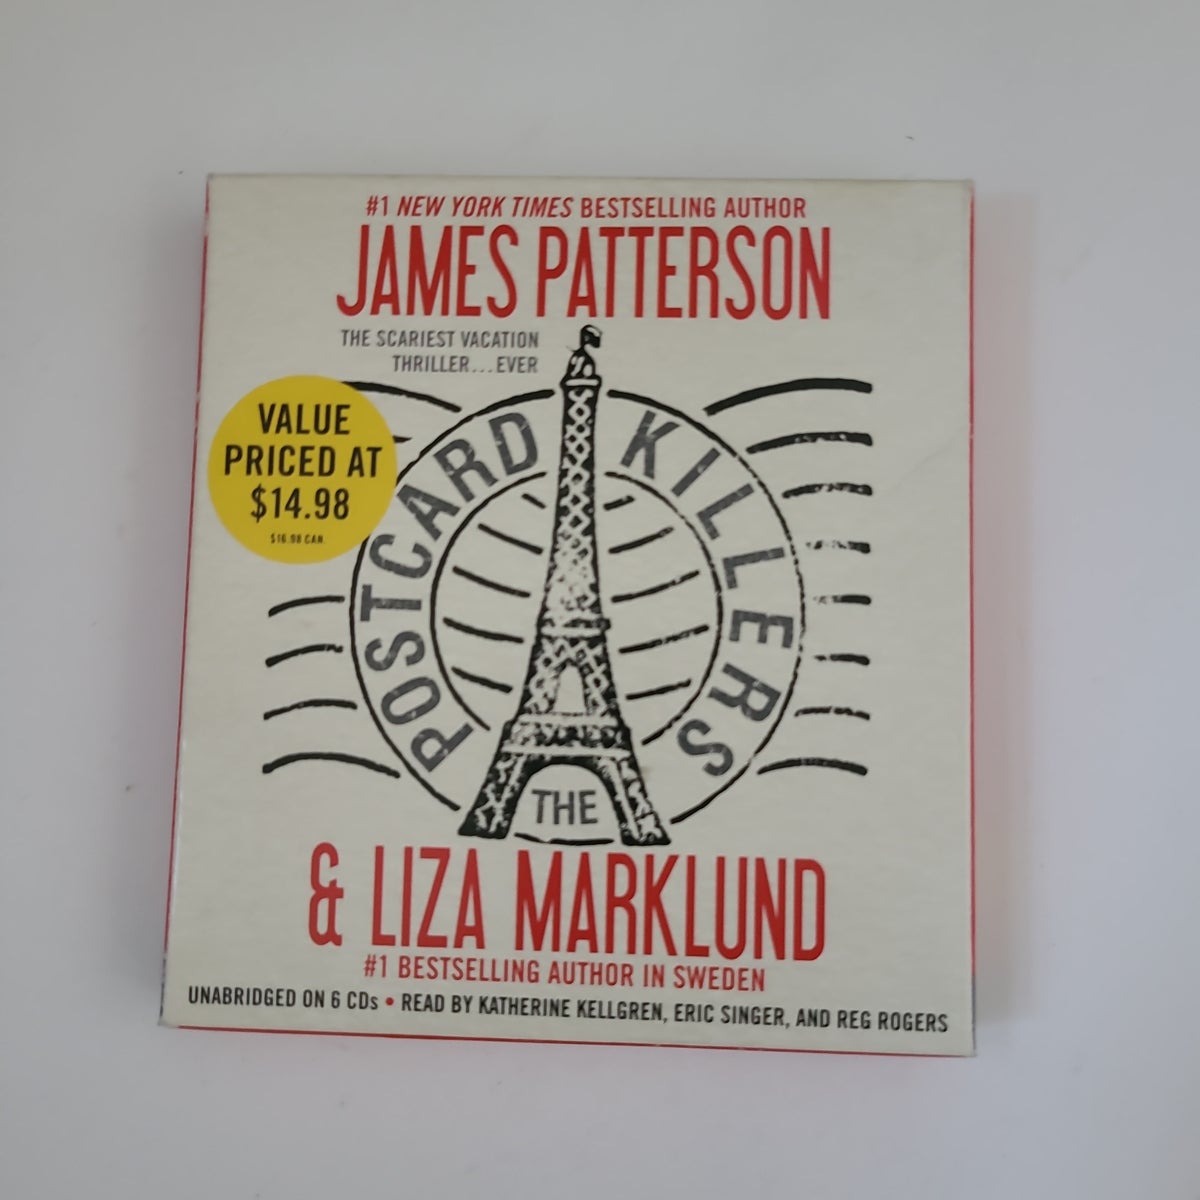 #1 NEW YORK TIMES BESTSELLING AUTHOR
JAMES PATTERSON
THE SCARIEST VACATION
THRILLER...EVER
VALUE
PRICED AT
$14.98
$16.98 CAN.
THE
POSTCARD KILLERS
& LIZA MARKLUND
#1 BESTSELLING AUTHOR IN SWEDEN
UNABRIDGED ON 6 CDs • READ BY KATHERINE KELLGREN, ERIC SINGER, AND REG ROGERS